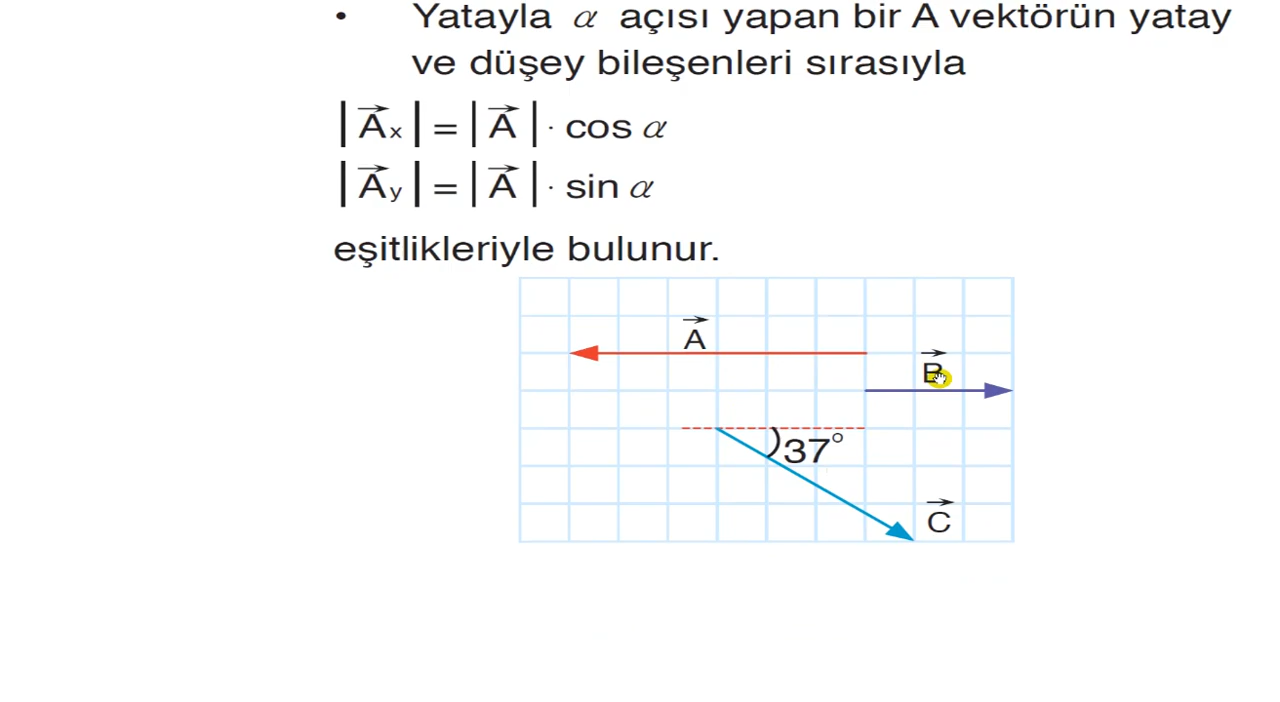 • Yatayla α açısı yapan bir A vektörün yatay
ve düşey bileşenleri sırasıyla
|A⃗x| = |A⃗| · cos α
|A⃗y| = |A⃗| · sin α
eşitlikleriyle bulunur.
A⃗
B⃗
37°
C⃗